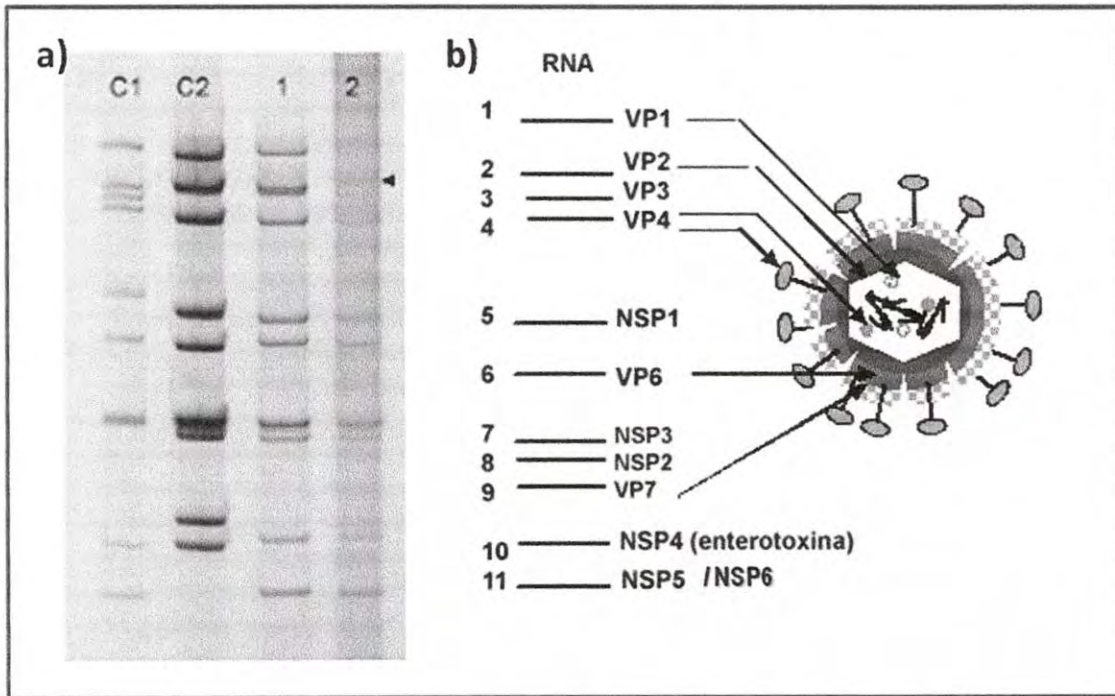 a)
C1 C2 1 2
b)
RNA
1 VP1
2 VP2
3 VP3
4 VP4
5 NSP1
6 VP6
7 NSP3
8 NSP2
9 VP7
10 NSP4 (enterotoxina)
11 NSP5 /NSP6